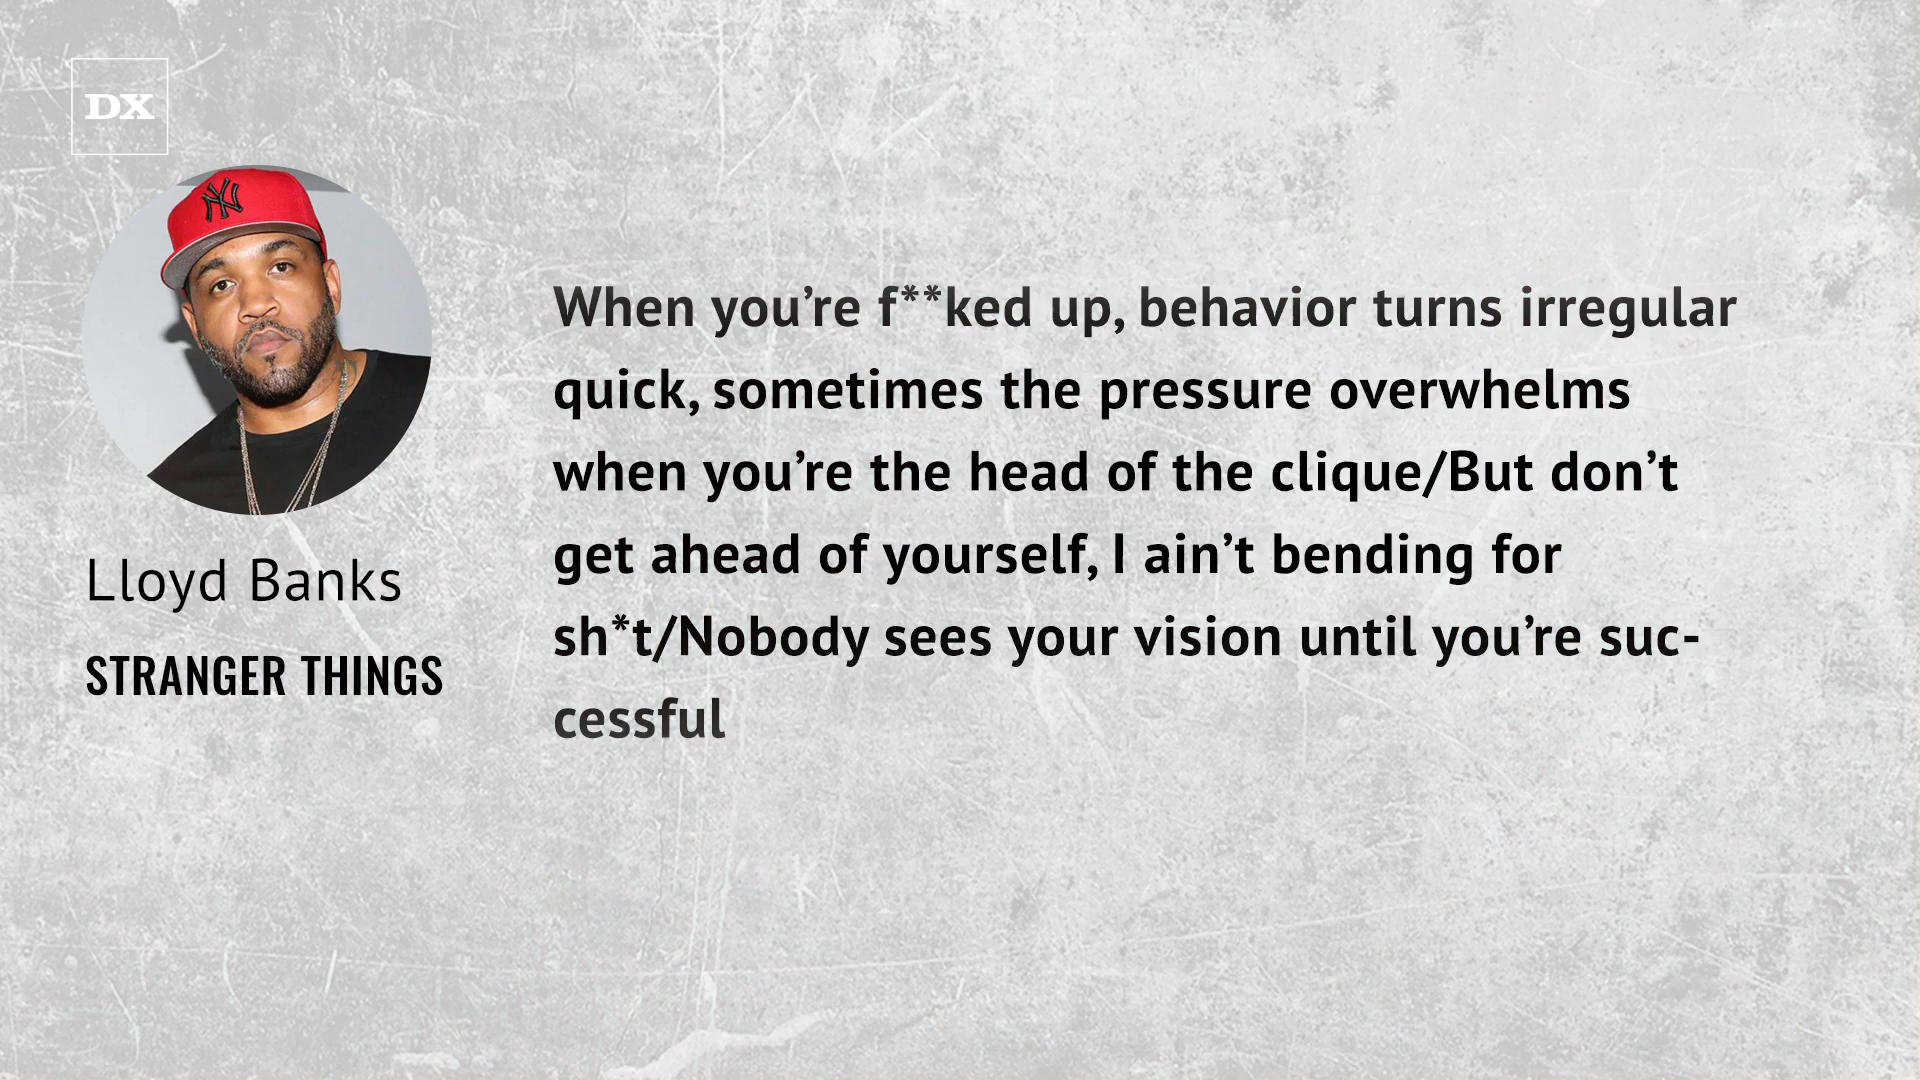 DX
NY
Lloyd Banks
STRANGER THINGS
When you’re f**ked up, behavior turns irregular
quick, sometimes the pressure overwhelms
when you’re the head of the clique/But don’t
get ahead of yourself, I ain’t bending for
sh*t/Nobody sees your vision until you’re suc-
cessful